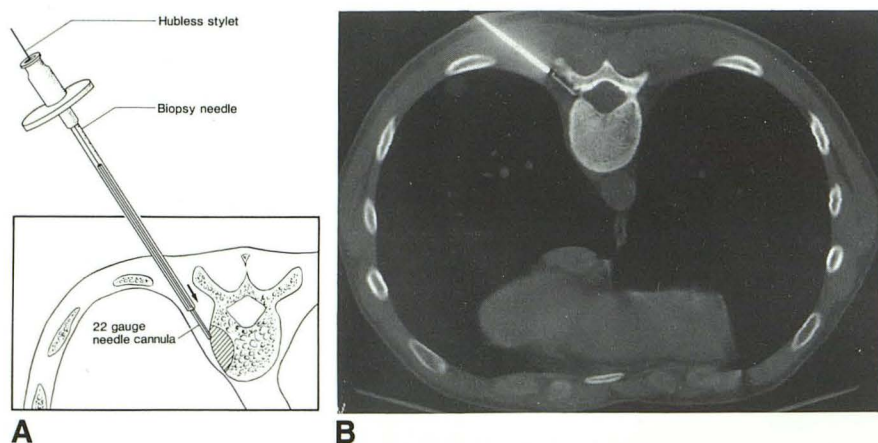 Hubless stylet
Biopsy needle
22 gauge
needle cannula
A
B